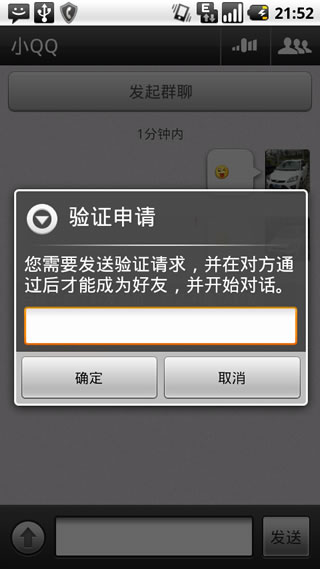 21:52
小QQ
发起群聊
1分钟内
验证申请
您需要发送验证请求，并在对方通
过后才能成为好友，并开始对话。
确定
取消
发送